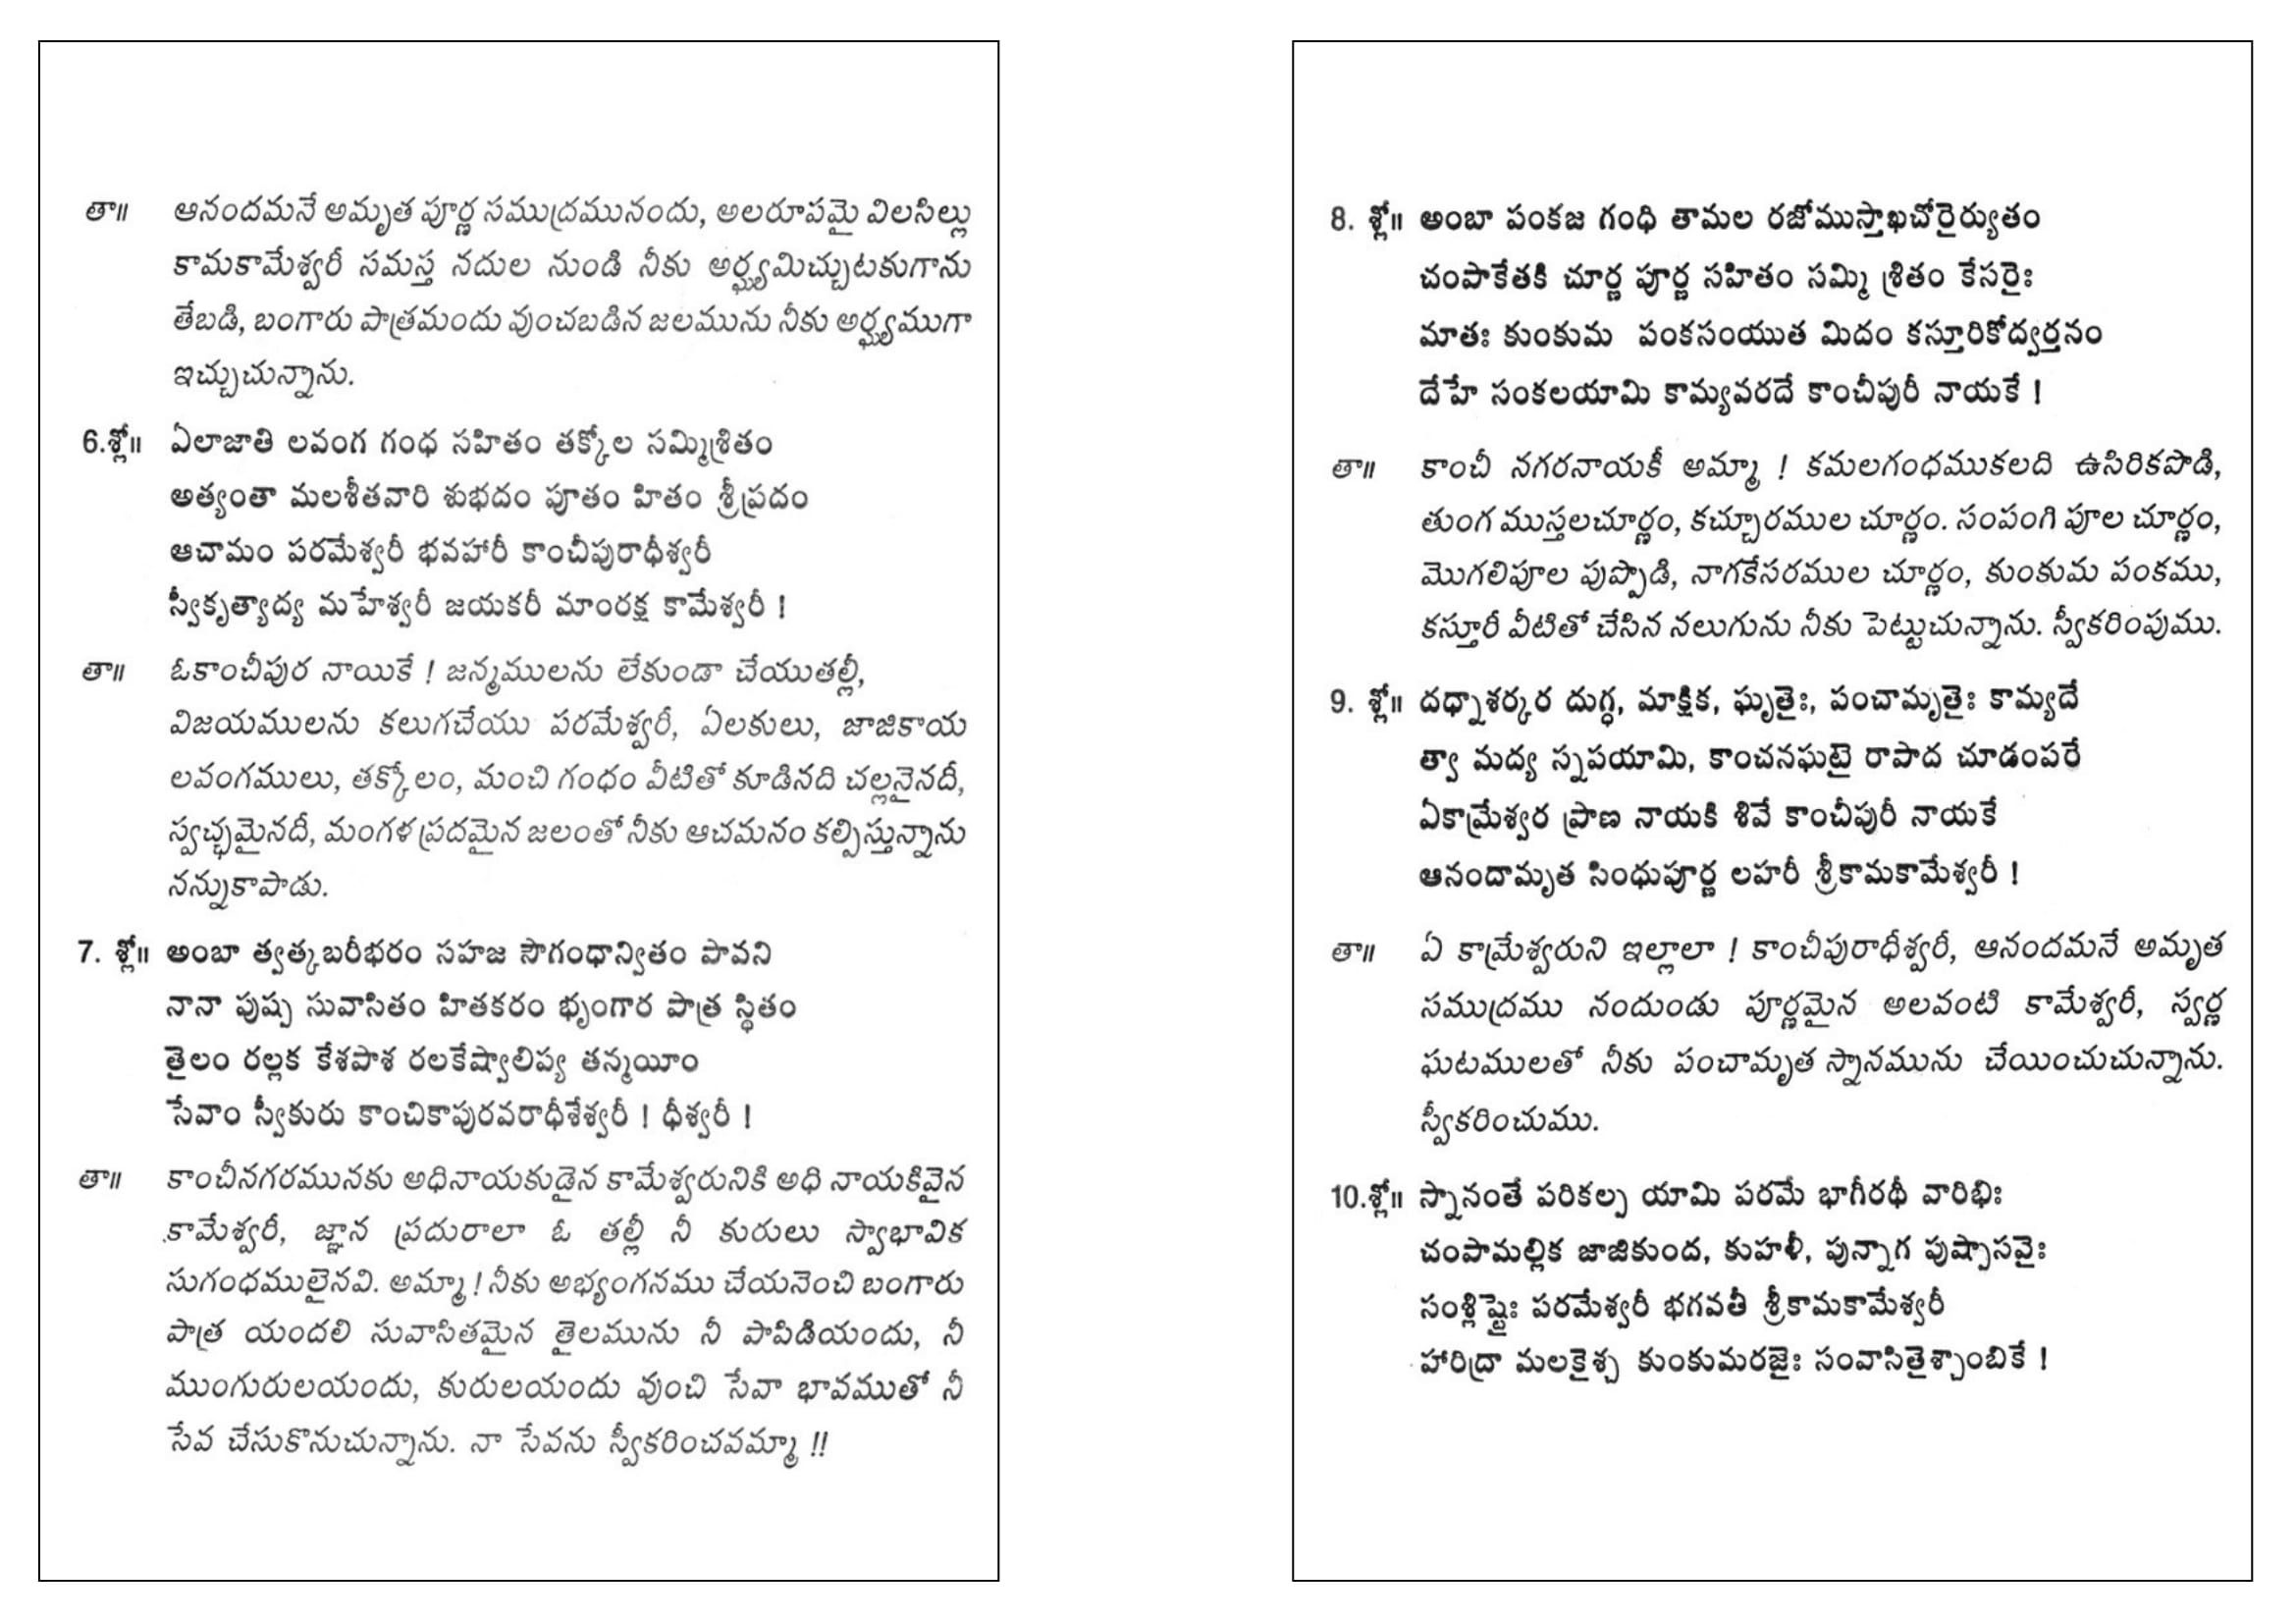 తా॥ ఆనందమనే అమృత పూర్ణ సముద్రమునందు, అలరూపమై విలసిల్లు
కామకామేశ్వరీ సమస్త నదుల నుండి నీకు అర్ఘ్యమిచ్చుటకుగాను
తేబడి, బంగారు పాత్రమందు వుంచబడిన జలమును నీకు అర్ఘ్యముగా
ఇచ్చుచున్నాను.
6.శ్లో॥ ఏలాజాతి లవంగ గంధ సహితం తక్కోల సమ్మిశ్రితం
అత్యంతా మలశీతవారి శుభదం పూతం హితం శ్రీప్రదం
ఆచామం పరమేశ్వరీ భవహారీ కాంచీపురాధీశ్వరీ
స్వీకృత్యాద్య మహేశ్వరీ జయకరీ మాంరక్ష కామేశ్వరీ !
తా॥ ఓకాంచీపుర నాయికే ! జన్మములను లేకుండా చేయుతల్లీ,
విజయములను కలుగచేయు పరమేశ్వరీ, ఏలకులు, జాజికాయ
లవంగములు, తక్కోలం, మంచి గంధం వీటితో కూడినది చల్లనైనదీ,
స్వచ్ఛమైనదీ, మంగళ ప్రదమైన జలంతో నీకు ఆచమనం కల్పిస్తున్నాను
నన్నుకాపాడు.
7. శ్లో॥ అంబా త్వత్కబరీభరం సహజ సౌగంధాన్వితం పావని
నానా పుష్ప సువాసితం హితకరం భృంగార పాత్ర స్థితం
తైలం రల్లక కేశపాశ రలకేష్వాలిప్య తన్మయీం
సేవాం స్వీకురు కాంచికాపురవరాధీశేశ్వరీ ! ధీశ్వరీ !
తా॥ కాంచీనగరమునకు అధినాయకుడైన కామేశ్వరునికి అధి నాయకివైన
కామేశ్వరీ, జ్ఞాన ప్రదురాలా ఓ తల్లీ నీ కురులు స్వాభావిక
సుగంధములైనవి. అమ్మా ! నీకు అభ్యంగనము చేయనెంచి బంగారు
పాత్ర యందలి సువాసితమైన తైలమును నీ పాపిడియందు, నీ
ముంగురులయందు, కురులయందు వుంచి సేవా భావముతో నీ
సేవ చేసుకొనుచున్నాను. నా సేవను స్వీకరించవమ్మా !!
8. శ్లో॥ అంబా పంకజ గంధి తామల రజోముస్తాఖచోరైర్యుతం
చంపాకేతకి చూర్ణ పూర్ణ సహితం సమ్మి శ్రితం కేసరైః
మాతః కుంకుమ పంకసంయుత మిదం కస్తూరికోద్వర్తనం
దేహే సంకలయామి కామ్యవరదే కాంచీపురీ నాయకే !
తా॥ కాంచీ నగరనాయకీ అమ్మా ! కమలగంధముకలది ఉసిరికపొడి,
తుంగ ముస్తలచూర్ణం, కచ్చూరముల చూర్ణం. సంపంగి పూల చూర్ణం,
మొగలిపూల పుప్పొడి, నాగకేసరముల చూర్ణం, కుంకుమ పంకము,
కస్తూరీ వీటితో చేసిన నలుగును నీకు పెట్టుచున్నాను. స్వీకరింపుము.
9. శ్లో॥ దధ్నాశర్కర దుగ్ధ, మాక్షిక, ఘృతైః, పంచామృతైః కామ్యదే
త్వా మద్య స్నపయామి, కాంచనఘటై రాపాద చూడంపరే
ఏకామ్రేశ్వర ప్రాణ నాయకి శివే కాంచీపురీ నాయకే
ఆనందామృత సింధుపూర్ణ లహరీ శ్రీకామకామేశ్వరీ !
తా॥ ఏ కామ్రేశ్వరుని ఇల్లాలా ! కాంచీపురాధీశ్వరీ, ఆనందమనే అమృత
సముద్రము నందుండు పూర్ణమైన అలవంటి కామేశ్వరీ, స్వర్ణ
ఘటములతో నీకు పంచామృత స్నానమును చేయించుచున్నాను.
స్వీకరించుము.
10.శ్లో॥ స్నానంతే పరికల్ప యామి పరమే భాగీరథీ వారిభిః
చంపామల్లిక జాజికుంద, కుహళీ, పున్నాగ పుష్పాసవైః
సంశ్లిష్టైః పరమేశ్వరీ భగవతీ శ్రీకామకామేశ్వరీ
హారిద్రా మలకైశ్చ కుంకుమరజైః సంవాసితైశ్చాంబికే !